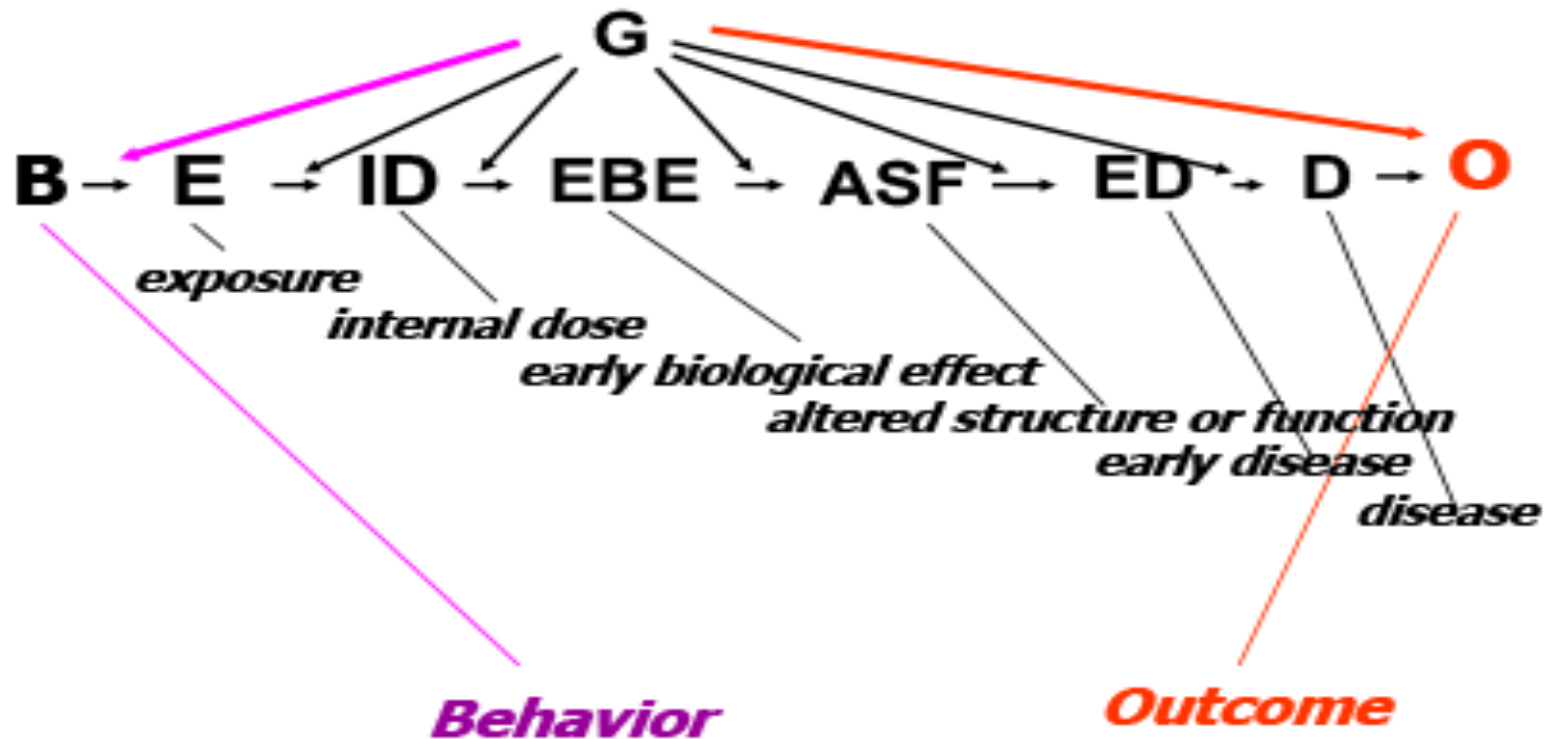 G
B E ID EBE ASF ED D O
exposure
internal dose
early biological effect
altered structure or function
early disease
disease
Behavior
Outcome